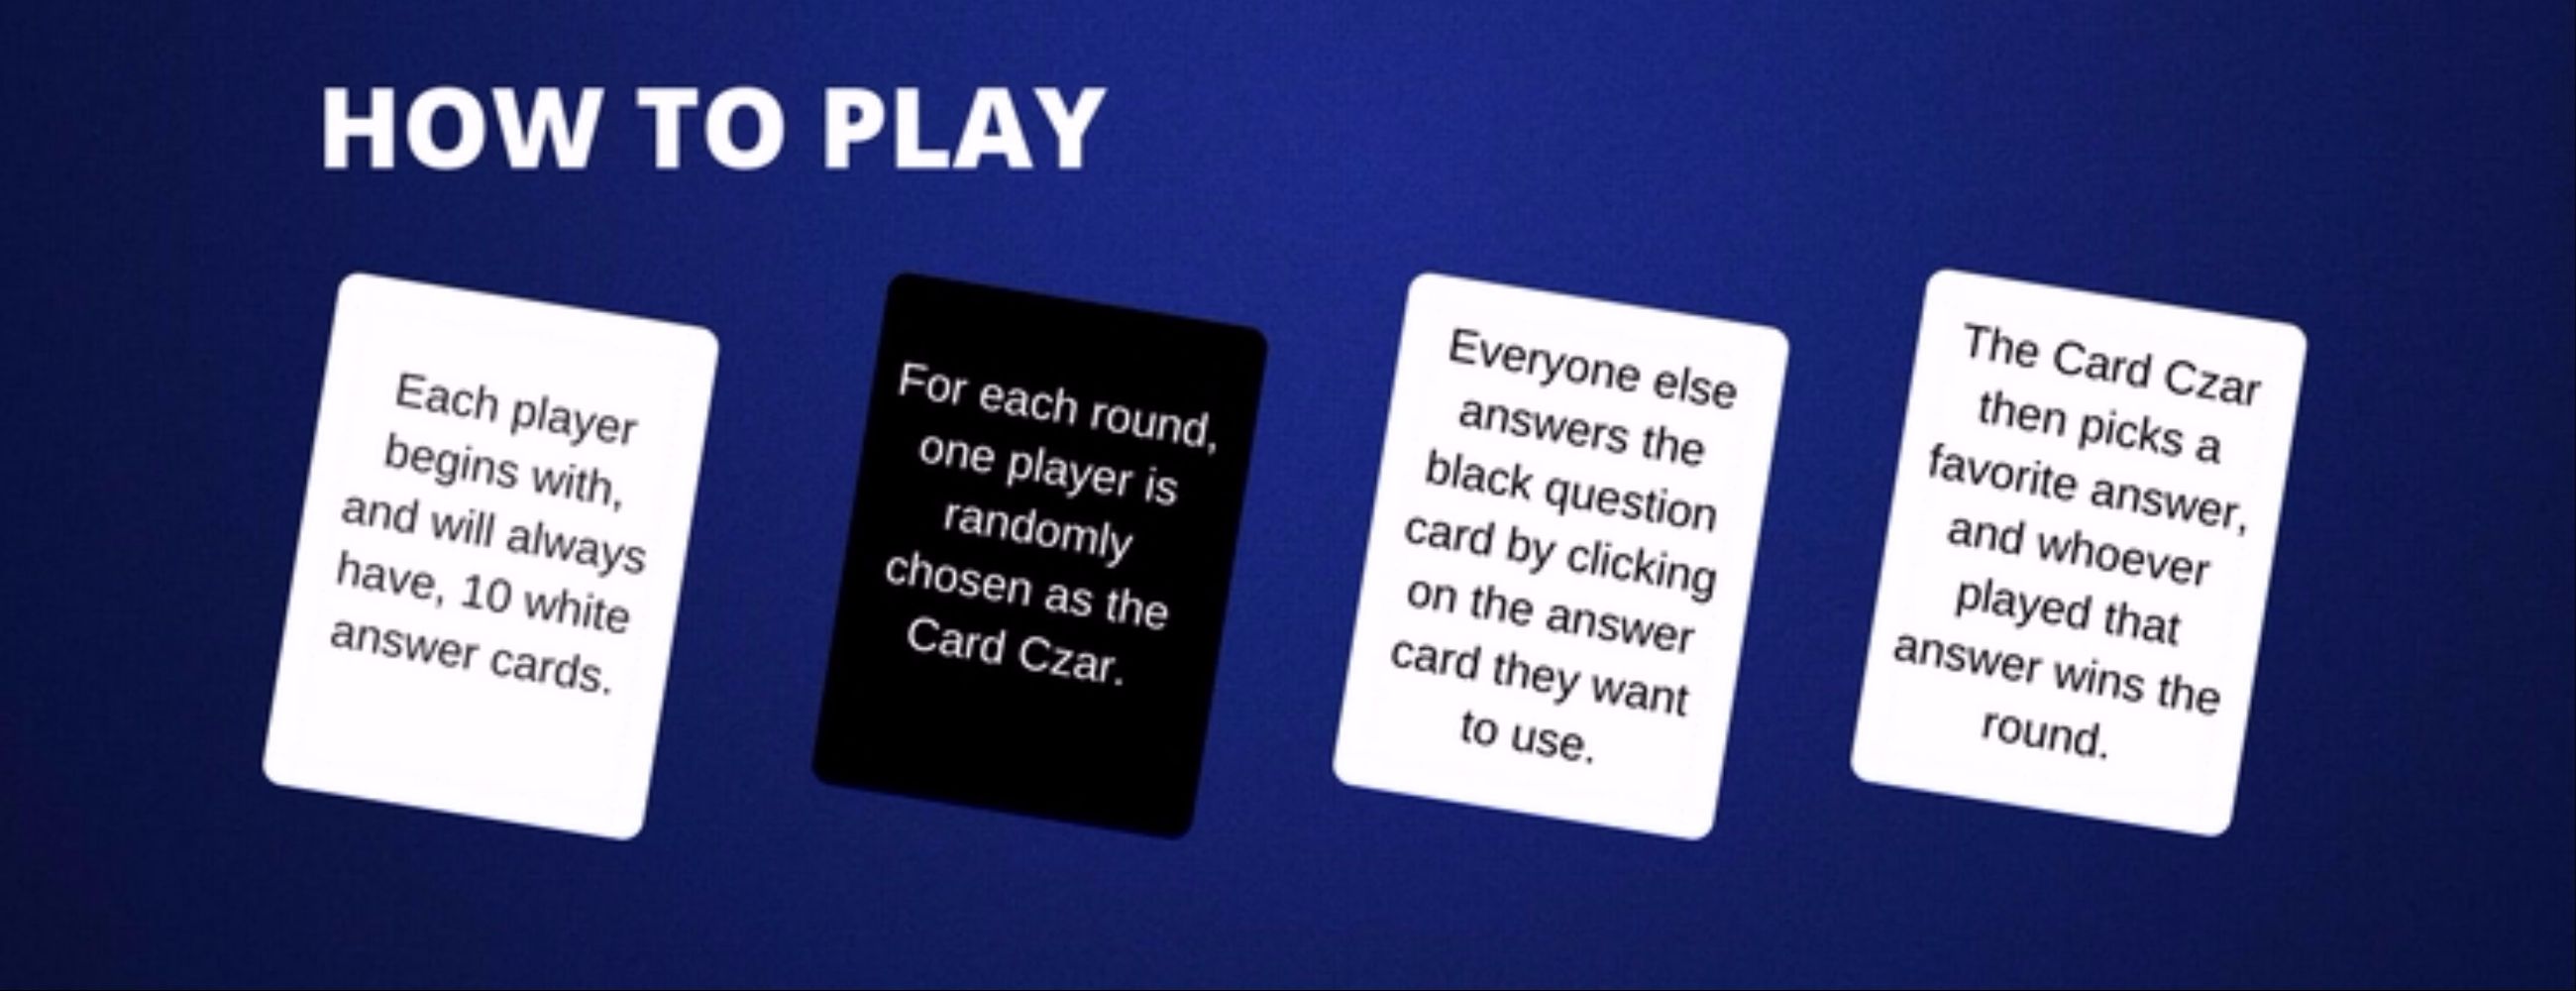 HOW TO PLAY
Each player
begins with,
and will always
have, 10 white
answer cards.
For each round,
one player is
randomly
chosen as the
Card Czar.
Everyone else
answers the
black question
card by clicking
on the answer
card they want
to use.
The Card Czar
then picks a
favorite answer,
and whoever
played that
answer wins the
round.